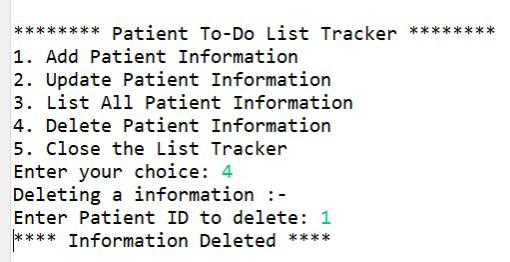 ******** Patient To-Do List Tracker ********
1. Add Patient Information
2. Update Patient Information
3. List All Patient Information
4. Delete Patient Information
5. Close the List Tracker
Enter your choice: 4
Deleting a information :-
Enter Patient ID to delete: 1
**** Information Deleted ****